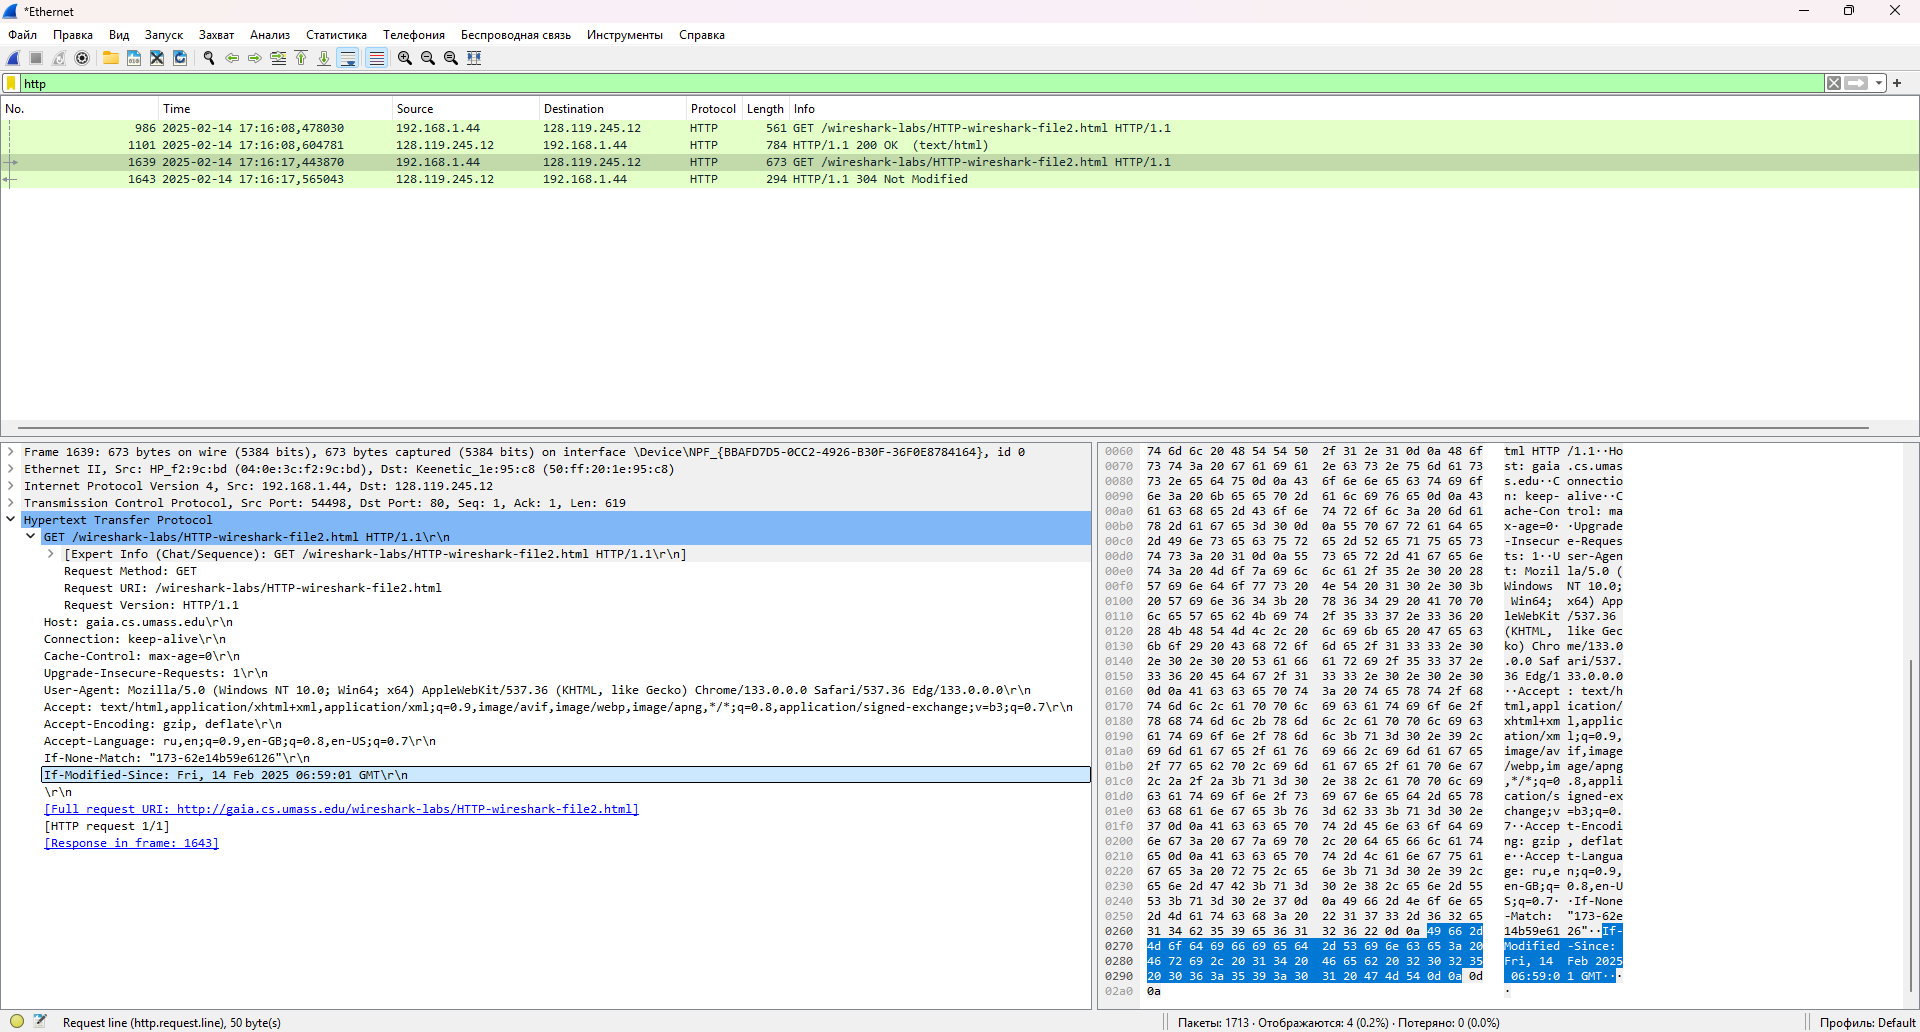 *Ethernet
Файл Правка Вид Запуск Захват Анализ Статистика Телефония Беспроводная связь Инструменты Справка
http
No. Time Source Destination Protocol Length Info
986 2025-02-14 17:16:08,478030 192.168.1.44 128.119.245.12 HTTP 561 GET /wireshark-labs/HTTP-wireshark-file2.html HTTP/1.1
1101 2025-02-14 17:16:08,604781 128.119.245.12 192.168.1.44 HTTP 784 HTTP/1.1 200 OK  (text/html)
1639 2025-02-14 17:16:17,443870 192.168.1.44 128.119.245.12 HTTP 673 GET /wireshark-labs/HTTP-wireshark-file2.html HTTP/1.1
1643 2025-02-14 17:16:17,565043 128.119.245.12 192.168.1.44 HTTP 294 HTTP/1.1 304 Not Modified
Frame 1639: 673 bytes on wire (5384 bits), 673 bytes captured (5384 bits) on interface \Device\NPF_{BBAFD7D5-0CC2-4926-B30F-36F0E8784164}, id 0
Ethernet II, Src: HP_f2:9c:bd (04:0e:3c:f2:9c:bd), Dst: Keenetic_1e:95:c8 (50:ff:20:1e:95:c8)
Internet Protocol Version 4, Src: 192.168.1.44, Dst: 128.119.245.12
Transmission Control Protocol, Src Port: 54498, Dst Port: 80, Seq: 1, Ack: 1, Len: 619
Hypertext Transfer Protocol
GET /wireshark-labs/HTTP-wireshark-file2.html HTTP/1.1\r\n
[Expert Info (Chat/Sequence): GET /wireshark-labs/HTTP-wireshark-file2.html HTTP/1.1\r\n]
Request Method: GET
Request URI: /wireshark-labs/HTTP-wireshark-file2.html
Request Version: HTTP/1.1
Host: gaia.cs.umass.edu\r\n
Connection: keep-alive\r\n
Cache-Control: max-age=0\r\n
Upgrade-Insecure-Requests: 1\r\n
User-Agent: Mozilla/5.0 (Windows NT 10.0; Win64; x64) AppleWebKit/537.36 (KHTML, like Gecko) Chrome/133.0.0.0 Safari/537.36 Edg/133.0.0.0\r\n
Accept: text/html,application/xhtml+xml,application/xml;q=0.9,image/avif,image/webp,image/apng,*/*;q=0.8,application/signed-exchange;v=b3;q=0.7\r\n
Accept-Encoding: gzip, deflate\r\n
Accept-Language: ru,en;q=0.9,en-GB;q=0.8,en-US;q=0.7\r\n
If-None-Match: "173-62e14b59e6126"\r\n
If-Modified-Since: Fri, 14 Feb 2025 06:59:01 GMT\r\n
\r\n
[Full request URI: http://gaia.cs.umass.edu/wireshark-labs/HTTP-wireshark-file2.html]
[HTTP request 1/1]
[Response in frame: 1643]
0060 74 6d 6c 20 48 54 54 50 2f 31 2e 31 0d 0a 48 6f tml HTTP /1.1··Ho
0070 73 74 3a 20 67 61 69 61 2e 63 73 2e 75 6d 61 73 st: gaia .cs.umas
0080 73 2e 65 64 75 0d 0a 43 6f 6e 6e 65 63 74 69 6f s.edu··C onnectio
0090 6e 3a 20 6b 65 65 70 2d 61 6c 69 76 65 0d 0a 43 n: keep- alive··C
00a0 61 63 68 65 2d 43 6f 6e 74 72 6f 6c 3a 20 6d 61 ache-Con trol: ma
00b0 78 2d 61 67 65 3d 30 0d 0a 55 70 67 72 61 64 65 x-age=0· ·Upgrade
00c0 2d 49 6e 73 65 63 75 72 65 2d 52 65 71 75 65 73 -Insecur e-Reques
00d0 74 73 3a 20 31 0d 0a 55 73 65 72 2d 41 67 65 6e ts: 1··U ser-Agen
00e0 74 3a 20 4d 6f 7a 69 6c 6c 61 2f 35 2e 30 20 28 t: Mozil la/5.0 (
00f0 57 69 6e 64 6f 77 73 20 4e 54 20 31 30 2e 30 3b Windows  NT 10.0;
0100 20 57 69 6e 36 34 3b 20 78 36 34 29 20 41 70 70  Win64;  x64) App
0110 6c 65 57 65 62 4b 69 74 2f 35 33 37 2e 33 36 20 leWebKit /537.36
0120 28 4b 48 54 4d 4c 2c 20 6c 69 6b 65 20 47 65 63 (KHTML,  like Gec
0130 6b 6f 29 20 43 68 72 6f 6d 65 2f 31 33 33 2e 30 ko) Chro me/133.0
0140 2e 30 2e 30 20 53 61 66 61 72 69 2f 35 33 37 2e .0.0 Saf ari/537.
0150 33 36 20 45 64 67 2f 31 33 33 2e 30 2e 30 2e 30 36 Edg/1 33.0.0.0
0160 0d 0a 41 63 63 65 70 74 3a 20 74 65 78 74 2f 68 ··Accept : text/h
0170 74 6d 6c 2c 61 70 70 6c 69 63 61 74 69 6f 6e 2f tml,appl ication/
0180 78 68 74 6d 6c 2b 78 6d 6c 2c 61 70 70 6c 69 63 xhtml+xm l,applic
0190 61 74 69 6f 6e 2f 78 6d 6c 3b 71 3d 30 2e 39 2c ation/xm l;q=0.9,
01a0 69 6d 61 67 65 2f 61 76 69 66 2c 69 6d 61 67 65 image/av if,image
01b0 2f 77 65 62 70 2c 69 6d 61 67 65 2f 61 70 6e 67 /webp,im age/apng
01c0 2c 2a 2f 2a 3b 71 3d 30 2e 38 2c 61 70 70 6c 69 ,*/*;q=0 .8,appli
01d0 63 61 74 69 6f 6e 2f 73 69 67 6e 65 64 2d 65 78 cation/s igned-ex
01e0 63 68 61 6e 67 65 3b 76 3d 62 33 3b 71 3d 30 2e change;v =b3;q=0.
01f0 37 0d 0a 41 63 63 65 70 74 2d 45 6e 63 6f 64 69 7··Accep t-Encodi
0200 6e 67 3a 20 67 7a 69 70 2c 20 64 65 66 6c 61 74 ng: gzip , deflat
0210 65 0d 0a 41 63 63 65 70 74 2d 4c 61 6e 67 75 61 e··Accep t-Langua
0220 67 65 3a 20 72 75 2c 65 6e 3b 71 3d 30 2e 39 2c ge: ru,e n;q=0.9,
0230 65 6e 2d 47 42 3b 71 3d 30 2e 38 2c 65 6e 2d 55 en-GB;q= 0.8,en-U
0240 53 3b 71 3d 30 2e 37 0d 0a 49 66 2d 4e 6f 6e 65 S;q=0.7· ·If-None
0250 2d 4d 61 74 63 68 3a 20 22 31 37 33 2d 36 32 65 -Match:  "173-62e
0260 31 34 62 35 39 65 36 31 32 36 22 0d 0a 49 66 2d 14b59e61 26"··If-
0270 4d 6f 64 69 66 69 65 64 2d 53 69 6e 63 65 3a 20 Modified -Since:
0280 46 72 69 2c 20 31 34 20 46 65 62 20 32 30 32 35 Fri, 14  Feb 2025
0290 20 30 36 3a 35 39 3a 30 31 20 47 4d 54 0d 0a 0d  06:59:0 1 GMT···
02a0 0a ·
Request line (http.request.line), 50 byte(s)
Пакеты: 1713 · Отображаются: 4 (0.2%) · Потеряно: 0 (0.0%)
Профиль: Default